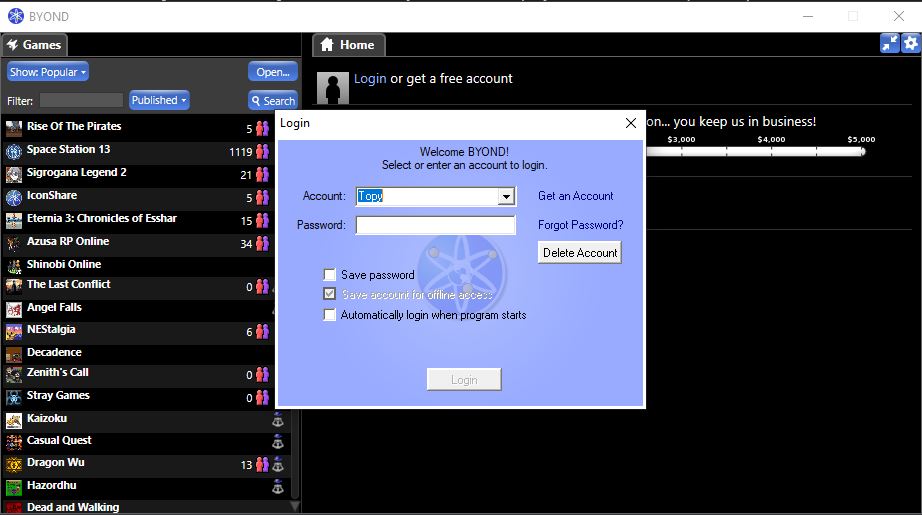 BYOND
Games
Show: Popular
Open...
Filter:
Published
Search
Rise Of The Pirates 5
Space Station 13 1119
Sigrogana Legend 2 21
IconShare 5
Eternia 3: Chronicles of Esshar 15
Azusa RP Online 34
Shinobi Online
The Last Conflict 0
Angel Falls
NEStalgia 6
Decadence
Zenith's Call 0
Stray Games 0
Kaizoku
Casual Quest
Dragon Wu 13
Hazordhu
Dead and Walking
Home
Login or get a free account
on... you keep us in business!
$3,000 $4,000 $5,000
Login
Welcome BYOND!
Select or enter an account to login.
Account: Topy Get an Account
Password: Forgot Password?
Delete Account
Save password
Save account for offline access
Automatically login when program starts
Login